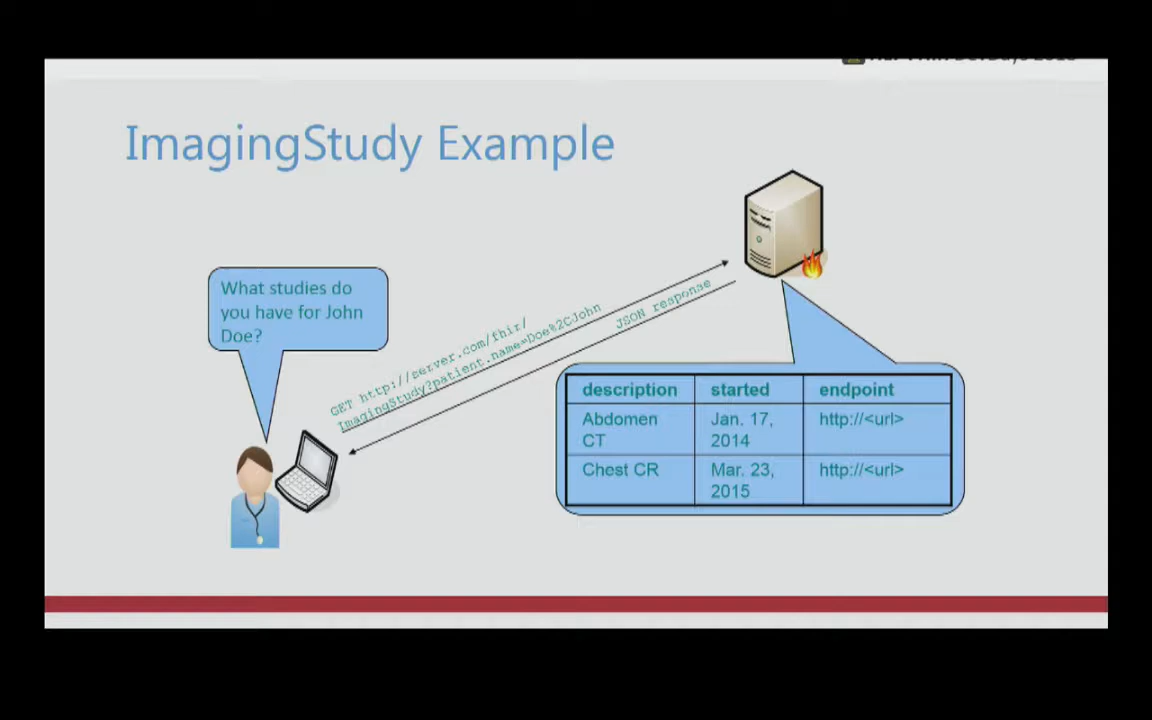 ImagingStudy Example
What studies do
you have for John
Doe?
GET http://server.com/fhir/
ImagingStudy?patient.name=Doe%2CJohn
JSON response
description started endpoint
Abdomen CT Jan. 17, 2014 http://<url>
Chest CR Mar. 23, 2015 http://<url>